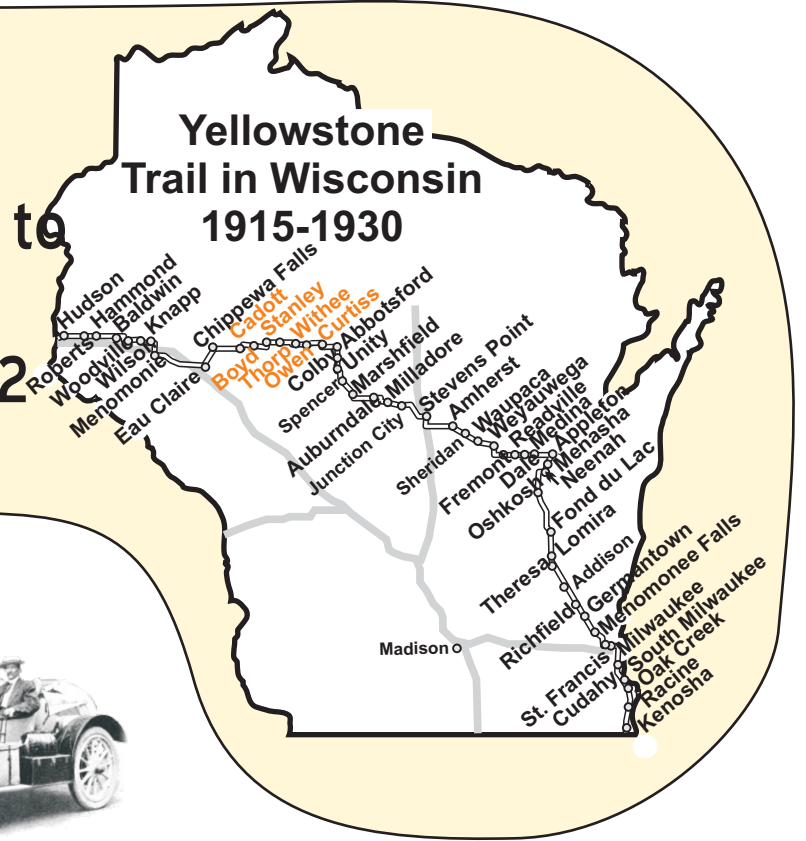 Yellowstone
Trail in Wisconsin
1915-1930
to
2
Hudson
Roberts
Hammond
Woodville
Baldwin
Wilson
Knapp
Menomonie
Eau Claire
Chippewa Falls
Cadott
Boyd
Stanley
Thorp
Withee
Owen
Curtiss
Abbotsford
Colby
Unity
Spencer
Marshfield
Auburndale
Milladore
Junction City
Stevens Point
Amherst
Sheridan
Waupaca
Weyauwega
Fremont
Readville
Dale
Medina
Appleton
Menasha
Neenah
Oshkosh
Fond du Lac
Lomira
Theresa
Addison
Richfield
Germantown
Menomonee Falls
Milwaukee
St. Francis
South Milwaukee
Cudahy
Oak Creek
Racine
Kenosha
Madison